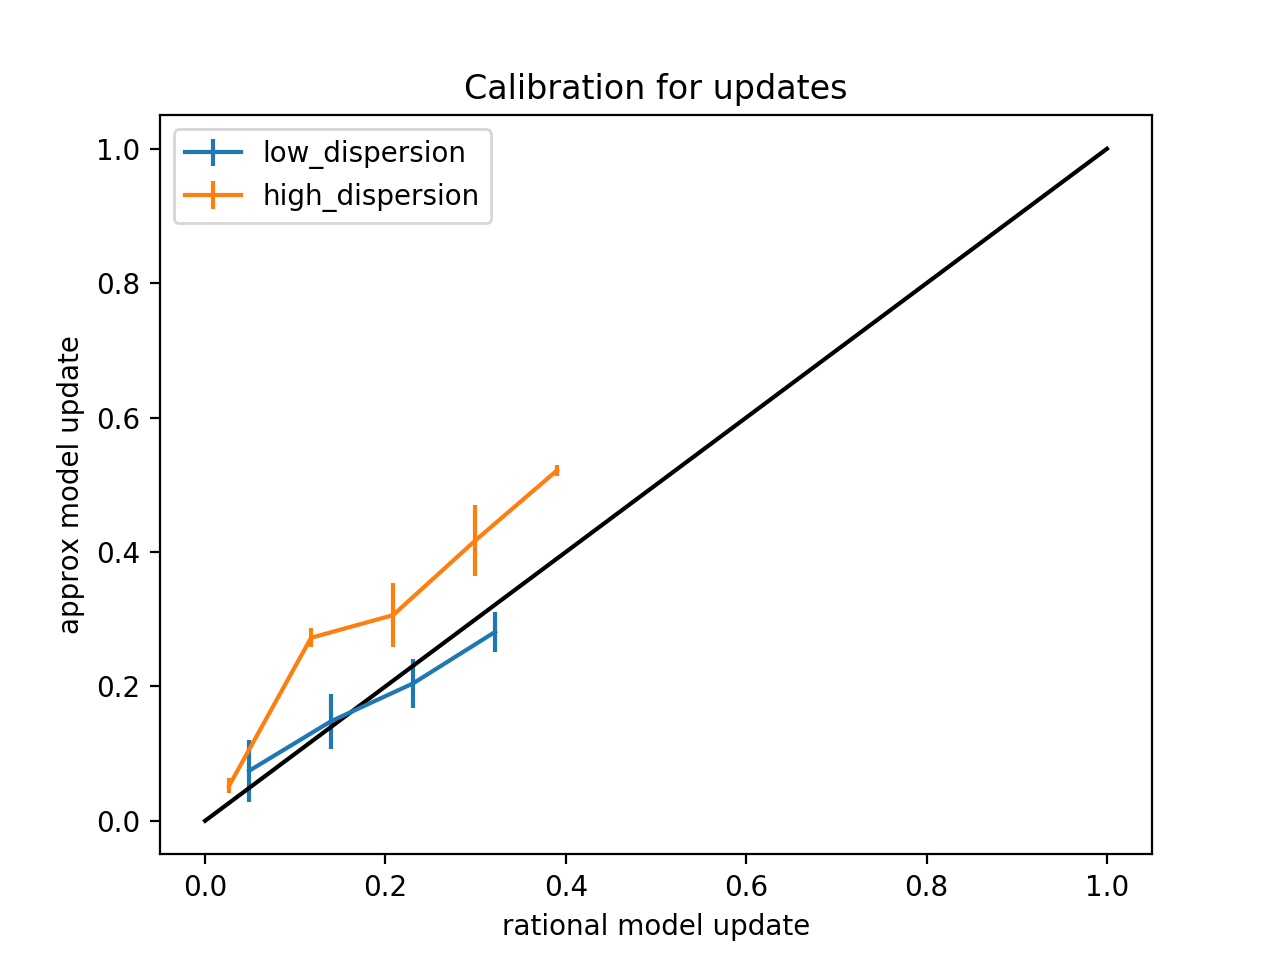 Calibration for updates
low_dispersion
high_dispersion
1.0
0.8
0.6
0.4
0.2
0.0
approx model update
0.0 0.2 0.4 0.6 0.8 1.0
rational model update